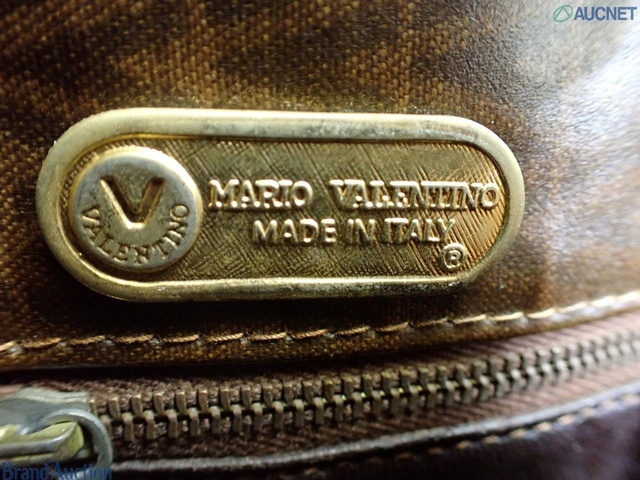 AUCNET
V
VALENTINO
MARIO VALENTINO
MADE IN ITALY
®
Brand Auction